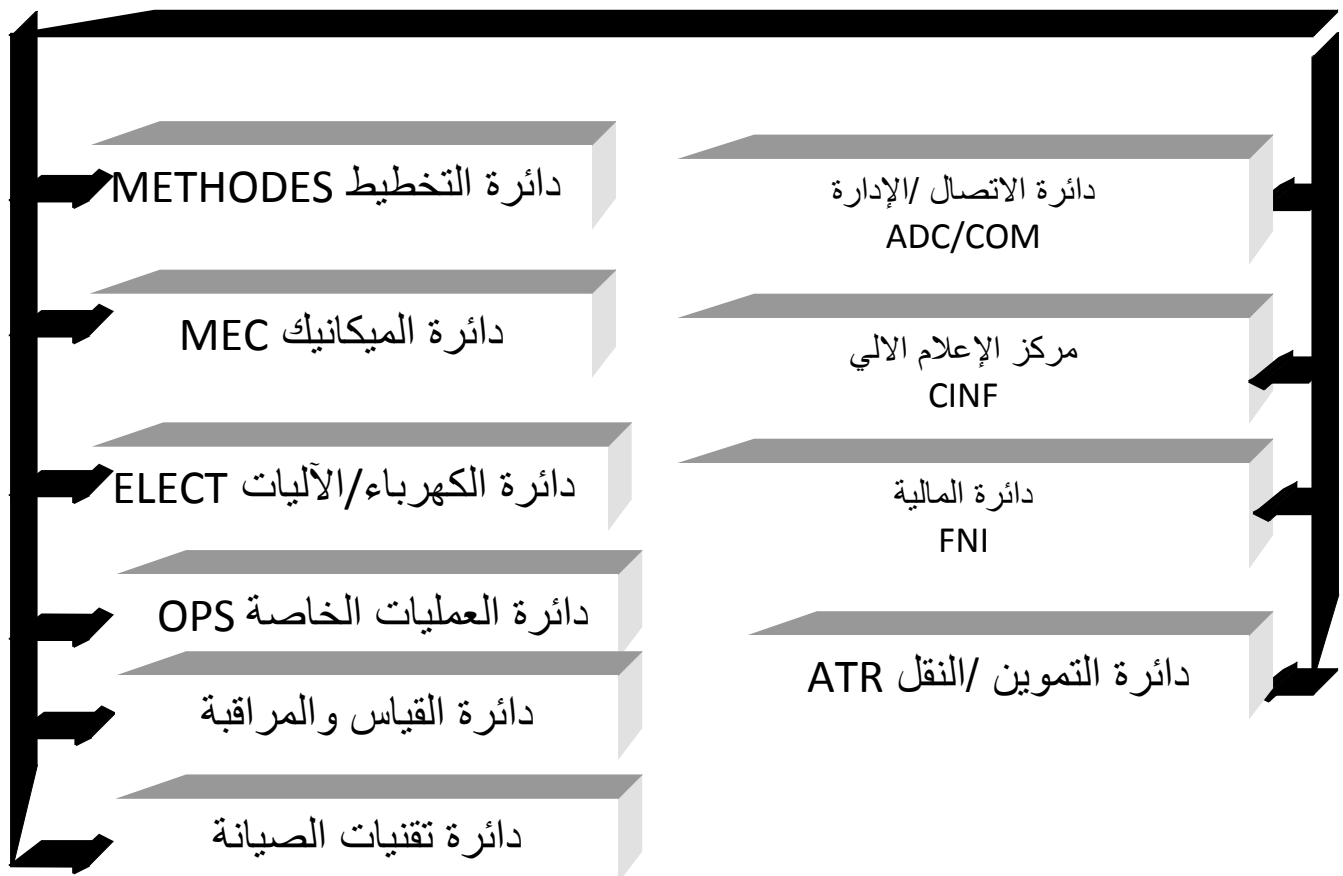 دائرة الاتصال /الإدارة
ADC/COM
مركز الإعلام الالي
CINF
دائرة المالية
FNI
دائرة التموين /النقل ATR
دائرة التخطيط METHODES
دائرة الميكانيك MEC
دائرة الكهرباء/الآليات ELECT
دائرة العمليات الخاصة OPS
دائرة القياس والمراقبة
دائرة تقنيات الصيانة